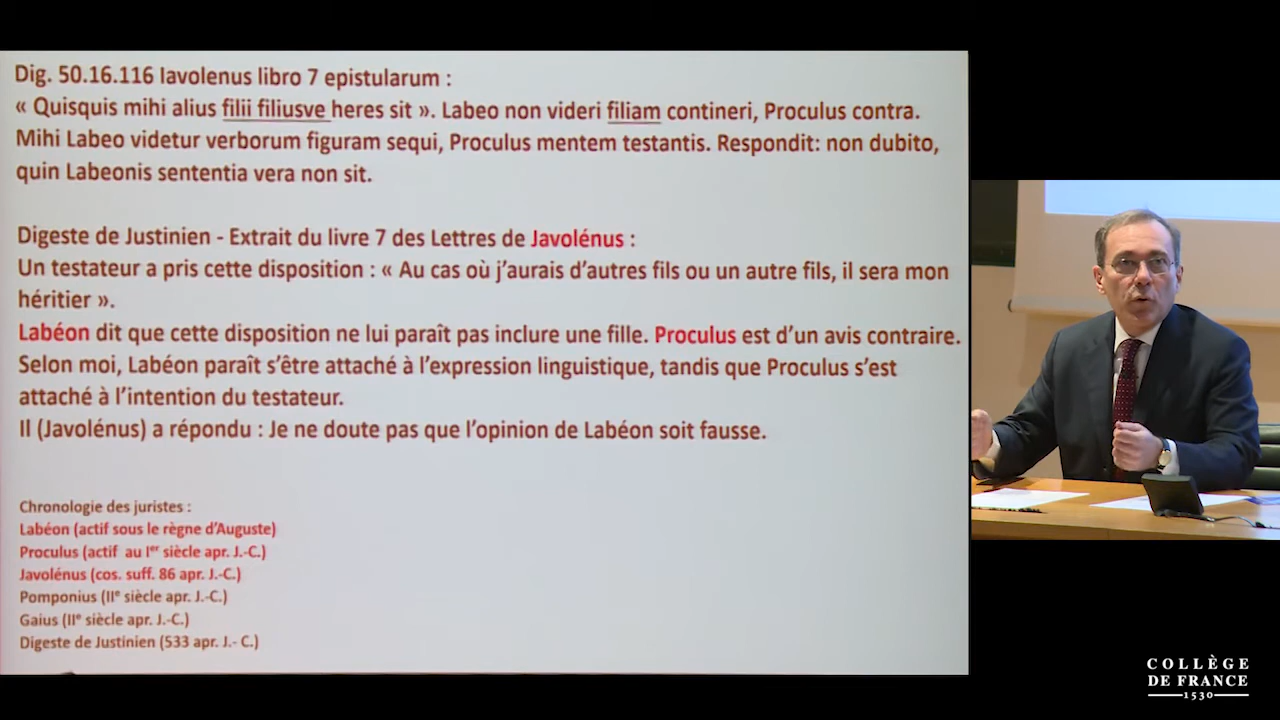 Dig. 50.16.116 Iavolenus libro 7 epistularum :
« Quisquis mihi alius filii filiusve heres sit ». Labeo non videri filiam contineri, Proculus contra.
Mihi Labeo videtur verborum figuram sequi, Proculus mentem testantis. Respondit: non dubito,
quin Labeonis sententia vera non sit.
Digeste de Justinien - Extrait du livre 7 des Lettres de Javolénus :
Un testateur a pris cette disposition : « Au cas où j’aurais d’autres fils ou un autre fils, il sera mon
héritier ».
Labéon dit que cette disposition ne lui paraît pas inclure une fille. Proculus est d’un avis contraire.
Selon moi, Labéon paraît s’être attaché à l’expression linguistique, tandis que Proculus s’est
attaché à l’intention du testateur.
Il (Javolénus) a répondu : Je ne doute pas que l’opinion de Labéon soit fausse.
Chronologie des juristes :
Labéon (actif sous le règne d’Auguste)
Proculus (actif au Ier siècle apr. J.-C.)
Javolénus (cos. suff. 86 apr. J.-C.)
Pomponius (IIe siècle apr. J.-C.)
Gaius (IIe siècle apr. J.-C.)
Digeste de Justinien (533 apr. J.- C.)
COLLÈGE
DE FRANCE
1530